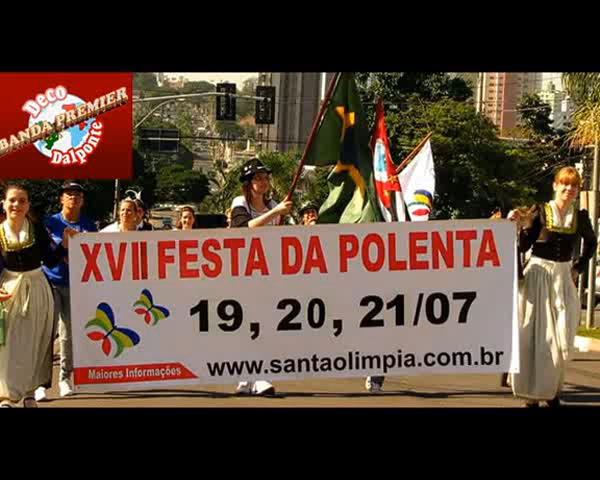 Deco
BANDA PREMIER
Dalponte
XVII FESTA DA POLENTA
19, 20, 21/07
Maiores Informações
www.santaolimpia.com.br